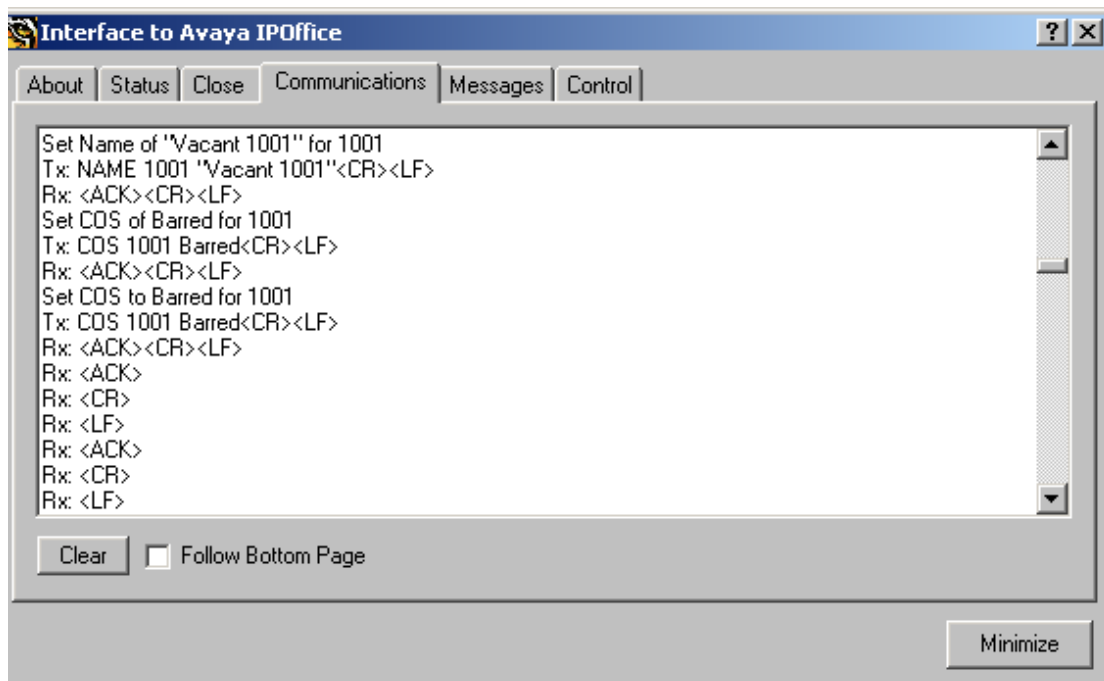 Interface to Avaya IPOffice
About Status Close Communications Messages Control
Set Name of "Vacant 1001" for 1001
Tx: NAME 1001 "Vacant 1001"<CR><LF>
Rx: <ACK><CR><LF>
Set COS of Barred for 1001
Tx: COS 1001 Barred<CR><LF>
Rx: <ACK><CR><LF>
Set COS to Barred for 1001
Tx: COS 1001 Barred<CR><LF>
Rx: <ACK><CR><LF>
Rx: <ACK>
Rx: <CR>
Rx: <LF>
Rx: <ACK>
Rx: <CR>
Rx: <LF>
Clear Follow Bottom Page
Minimize